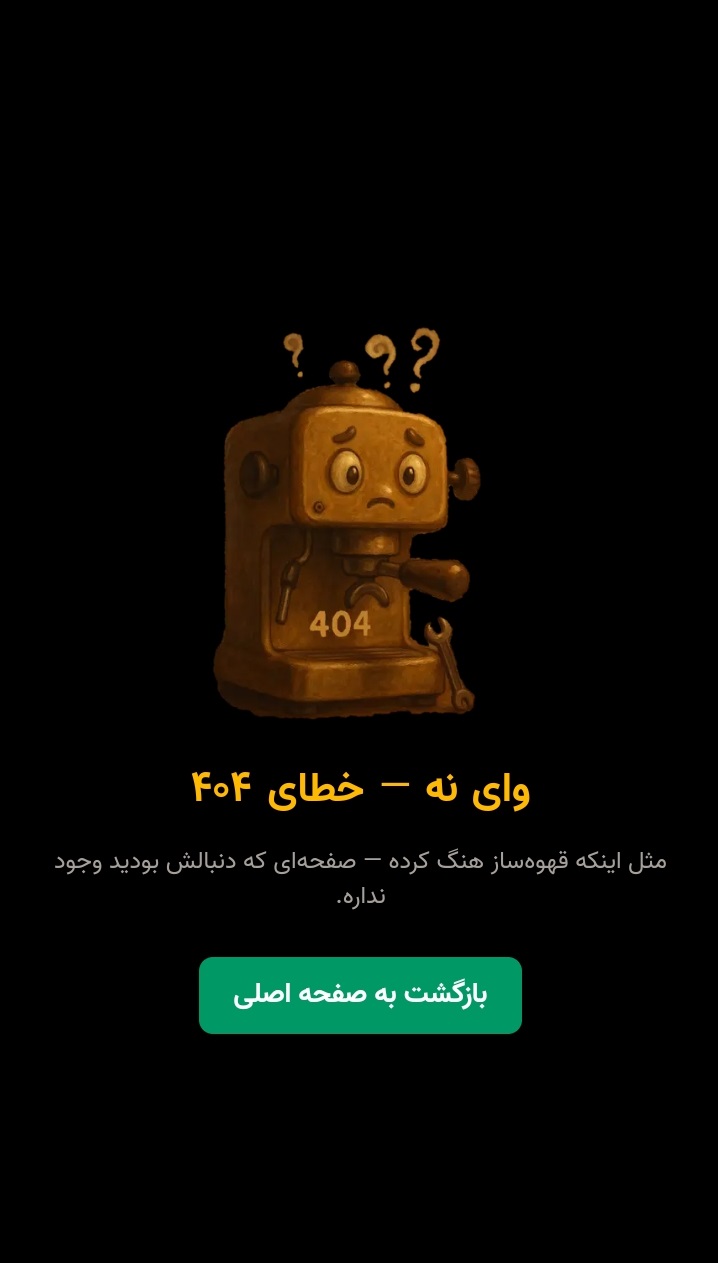 ? ? ?
404
وای نه — خطای ۴۰۴
مثل اینکه قهوه‌ساز هنگ کرده — صفحه‌ای که دنبالش بودید وجود
نداره.
بازگشت به صفحه اصلی